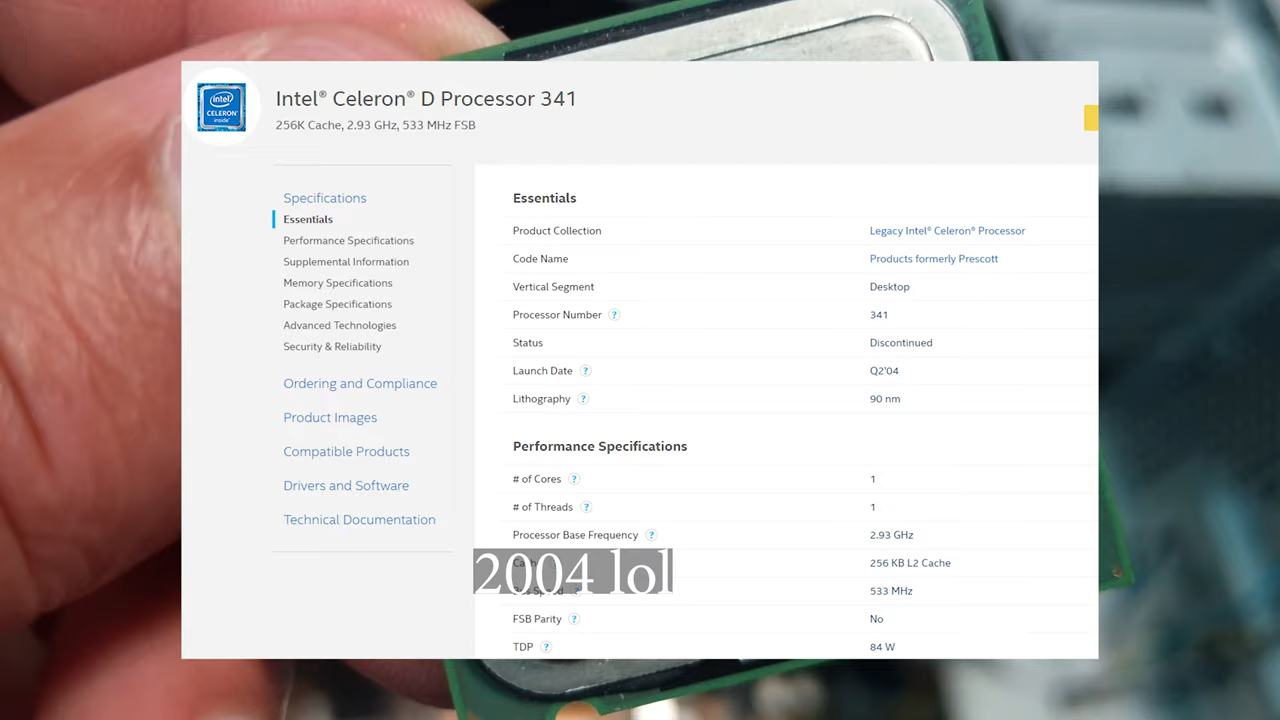 intel
CELERON
inside
Intel® Celeron® D Processor 341
256K Cache, 2.93 GHz, 533 MHz FSB
Specifications
Essentials
Performance Specifications
Supplemental Information
Memory Specifications
Package Specifications
Advanced Technologies
Security & Reliability
Ordering and Compliance
Product Images
Compatible Products
Drivers and Software
Technical Documentation
Essentials
Product Collection Legacy Intel® Celeron® Processor
Code Name Products formerly Prescott
Vertical Segment Desktop
Processor Number ? 341
Status Discontinued
Launch Date ? Q2'04
Lithography ? 90 nm
Performance Specifications
# of Cores ? 1
# of Threads ? 1
Processor Base Frequency ? 2.93 GHz
256 KB L2 Cache
2004 lol
? 533 MHz
FSB Parity ? No
TDP ? 84 W